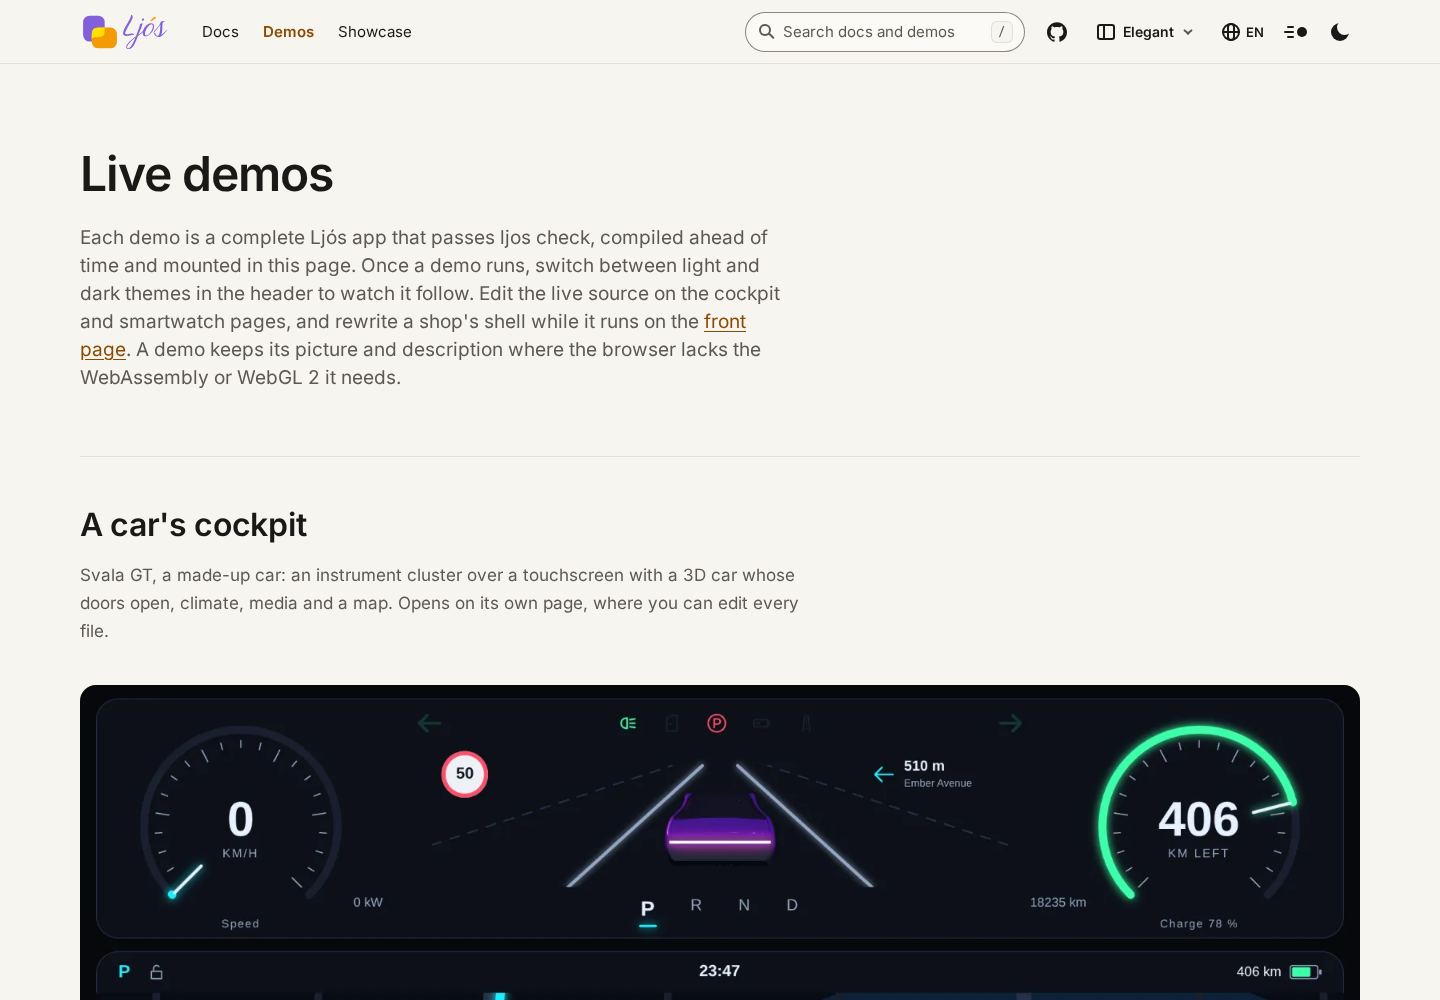 Ljós
Docs
Demos
Showcase
Search docs and demos
/
Elegant
EN
Live demos
Each demo is a complete Ljós app that passes ljos check, compiled ahead of
time and mounted in this page. Once a demo runs, switch between light and
dark themes in the header to watch it follow. Edit the live source on the cockpit
and smartwatch pages, and rewrite a shop's shell while it runs on the front
page. A demo keeps its picture and description where the browser lacks the
WebAssembly or WebGL 2 it needs.
A car's cockpit
Svala GT, a made-up car: an instrument cluster over a touchscreen with a 3D car whose
doors open, climate, media and a map. Opens on its own page, where you can edit every
file.
P
50
510 m
Ember Avenue
0
KM/H
406
KM LEFT
0 kW
P R N D
18235 km
Speed
Charge 78 %
P
23:47
406 km